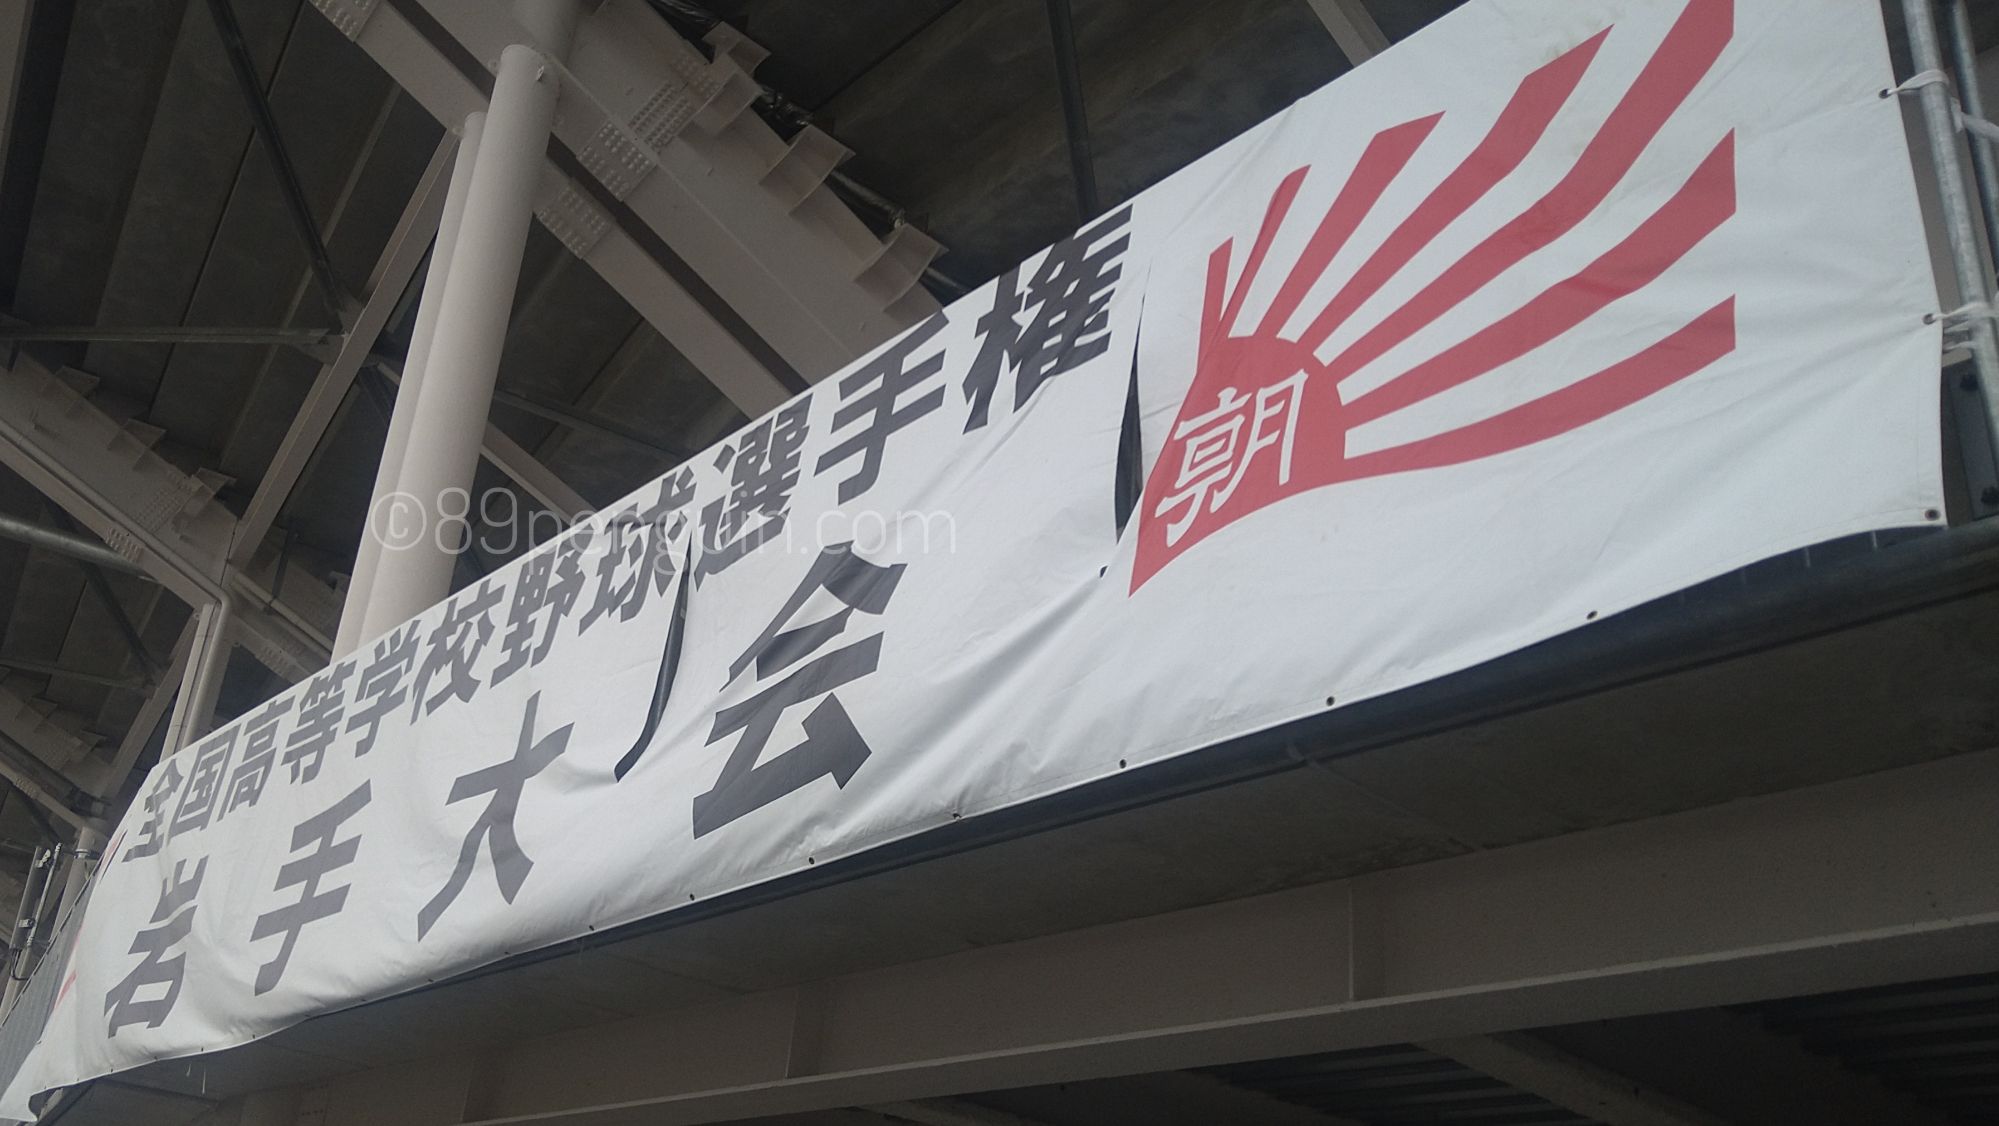 全国高等学校野球選手権
岩手大会
朝
©89penguin.com